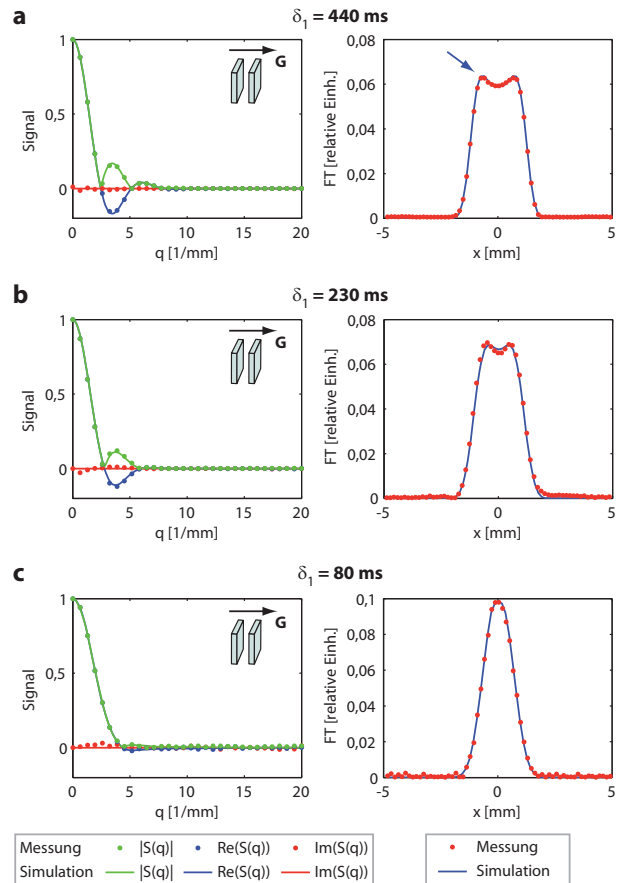 a
δ1 = 440 ms
Signal
1
0,5
0
0 5 10 15 20
q [1/mm]
G
FT [relative Einh.]
0,08
0,06
0,04
0,02
0
-5 0 5
x [mm]
b
δ1 = 230 ms
Signal
1
0,5
0
0 5 10 15 20
q [1/mm]
G
FT [relative Einh.]
0,08
0,06
0,04
0,02
0
-5 0 5
x [mm]
c
δ1 = 80 ms
Signal
1
0,5
0
0 5 10 15 20
q [1/mm]
G
FT [relative Einh.]
0,1
0,08
0,06
0,04
0,02
0
-5 0 5
x [mm]
Messung |S(q)| Re(S(q)) Im(S(q))
Simulation |S(q)| Re(S(q)) Im(S(q))
Messung
Simulation